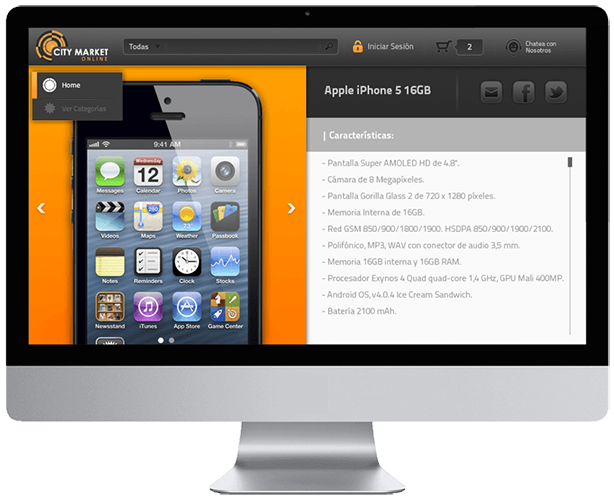 CITY MARKET
ONLINE
Todas
Iniciar Sesión
2
Chatea con
Nosotros
Home
Ver Categorías
Apple iPhone 5 16GB
| Características:
- Pantalla Super AMOLED HD de 4.8".
- Cámara de 8 Megapíxeles.
- Pantalla Gorilla Glass 2 de 720 x 1280 píxeles.
- Memoria Interna de 16GB.
- Red GSM 850/900/1800/1900. HSDPA 850/900/1900/2100.
- Polifónico, MP3, WAV con conector de audio 3,5 mm.
- Memoria 16GB interna y 16GB RAM.
- Procesador Exynos 4 Quad quad-core 1,4 GHz, GPU Mali 400MP.
- Android OS, v4.0.4 Ice Cream Sandwich.
- Batería 2100 mAh.
9:41 AM
Wednesday
12
Messages Calendar Photos Camera
Videos Maps Weather Passbook
Notes Reminders Clock Stocks
Newsstand iTunes App Store Game Center